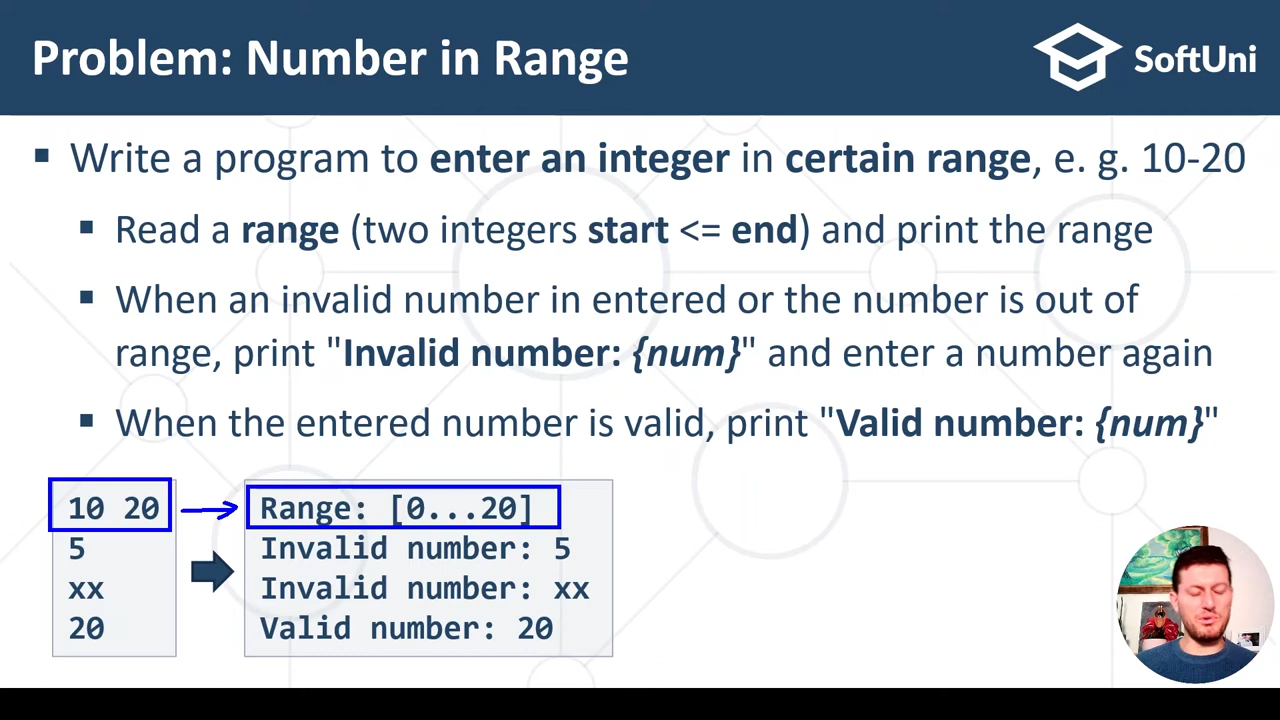 Problem: Number in Range
SoftUni
▪ Write a program to enter an integer in certain range, e. g. 10-20
▪ Read a range (two integers start <= end) and print the range
▪ When an invalid number in entered or the number is out of
range, print "Invalid number: {num}" and enter a number again
▪ When the entered number is valid, print "Valid number: {num}"
10 20
5
xx
20
Range: [0...20]
Invalid number: 5
Invalid number: xx
Valid number: 20